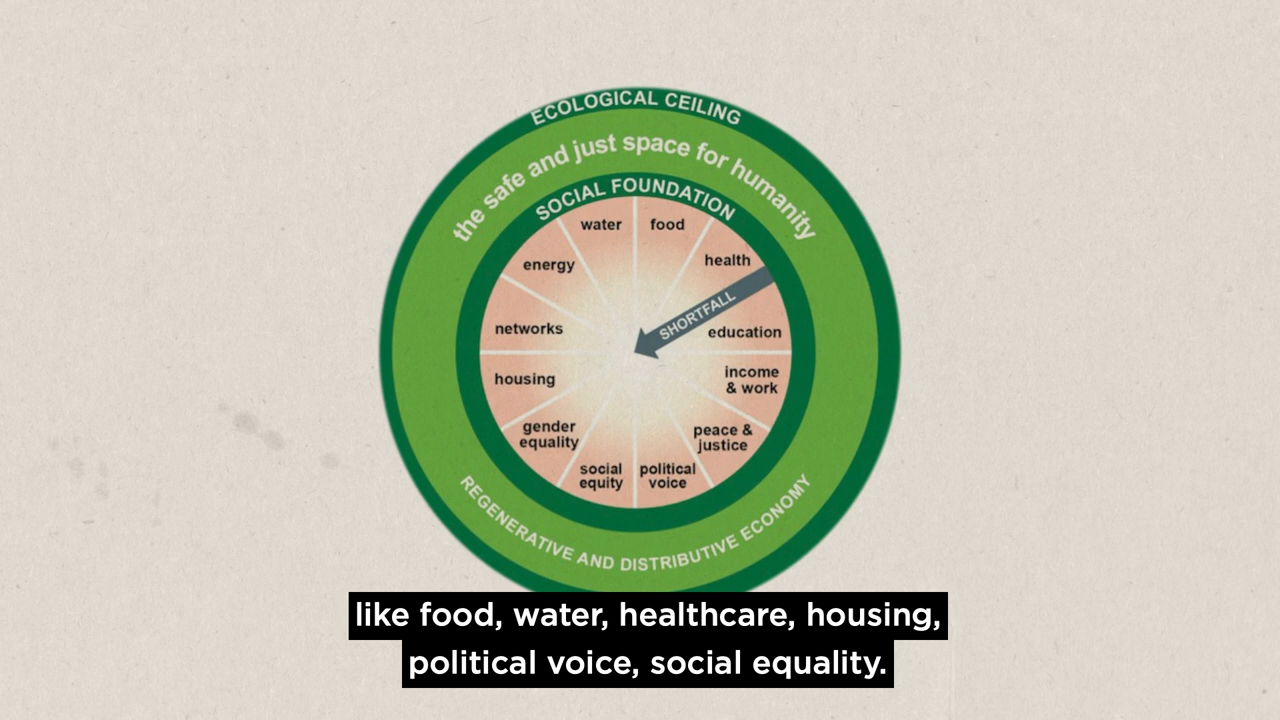 ECOLOGICAL CEILING
the safe and just space for humanity
SOCIAL FOUNDATION
water
food
energy
health
SHORTFALL
networks
education
housing
income
& work
gender
equality
peace &
justice
social
equity
political
voice
REGENERATIVE AND DISTRIBUTIVE ECONOMY
like food, water, healthcare, housing,
political voice, social equality.